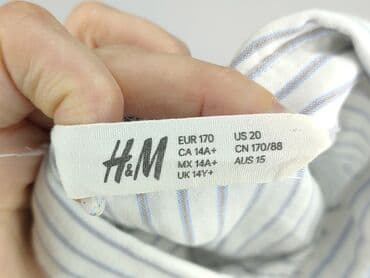 H&M
EUR 170 US 20
CA 14A+ CN 170/88
MX 14A+ AUS 15
UK 14Y+